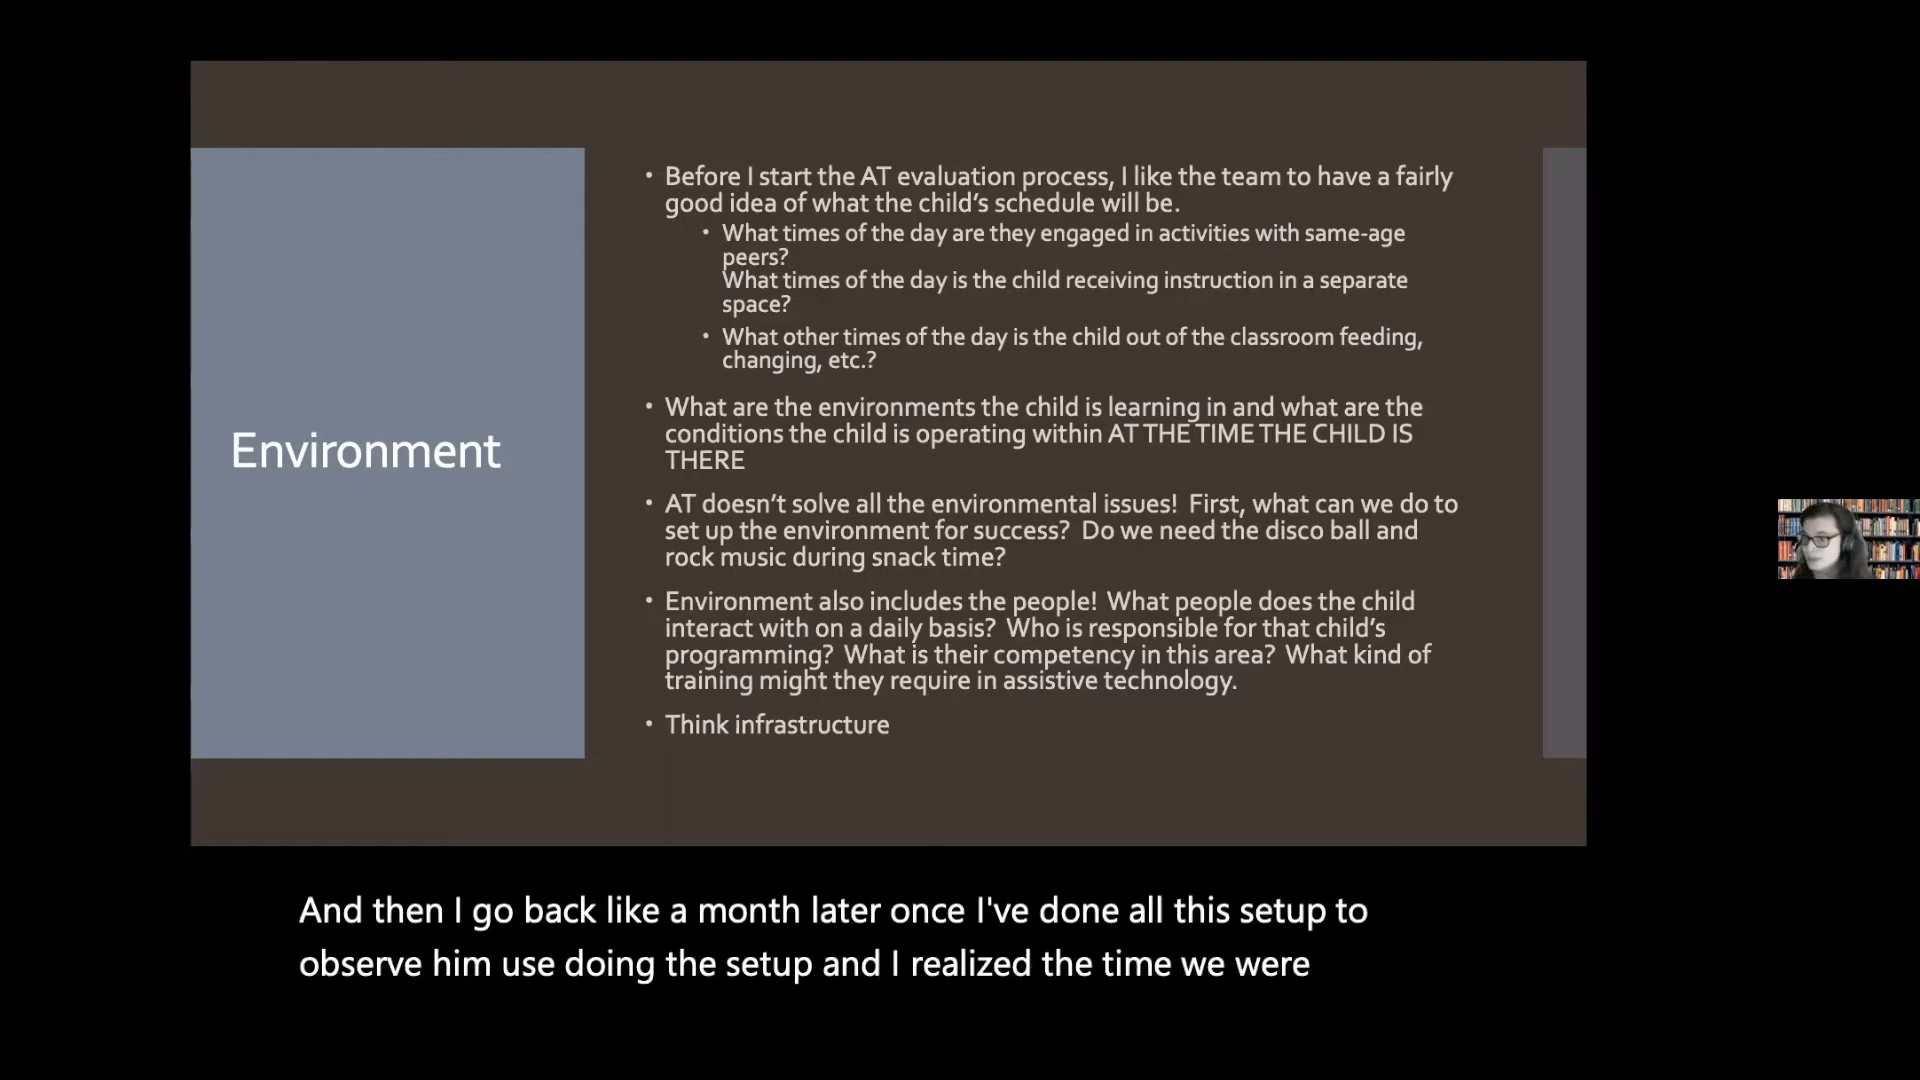 Environment
• Before I start the AT evaluation process, I like the team to have a fairly
good idea of what the child's schedule will be.
• What times of the day are they engaged in activities with same-age
peers?
What times of the day is the child receiving instruction in a separate
space?
• What other times of the day is the child out of the classroom feeding,
changing, etc.?
• What are the environments the child is learning in and what are the
conditions the child is operating within AT THE TIME THE CHILD IS
THERE
• AT doesn't solve all the environmental issues! First, what can we do to
set up the environment for success? Do we need the disco ball and
rock music during snack time?
• Environment also includes the people! What people does the child
interact with on a daily basis? Who is responsible for that child's
programming? What is their competency in this area? What kind of
training might they require in assistive technology.
• Think infrastructure
And then I go back like a month later once I've done all this setup to
observe him use doing the setup and I realized the time we were